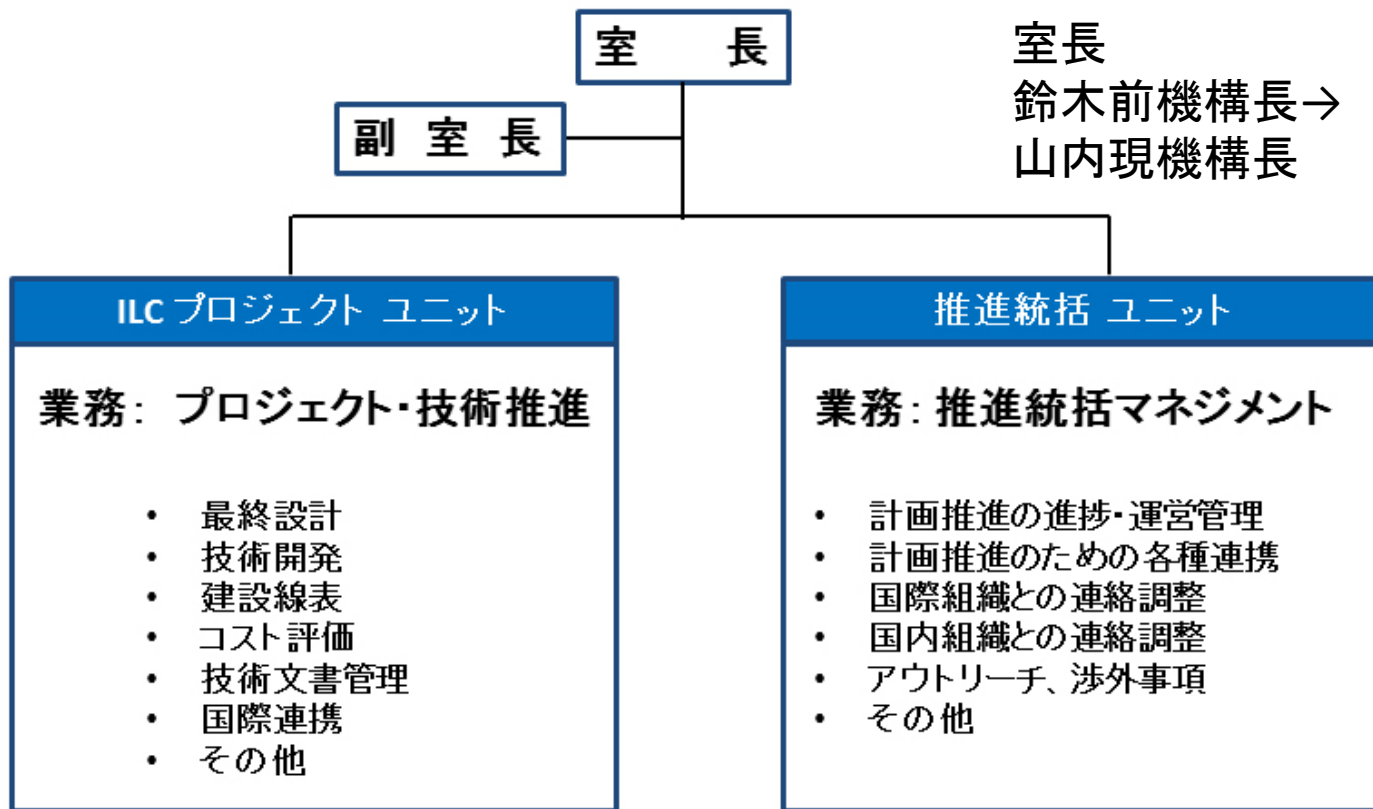 室　長
室長
鈴木前機構長→
山内現機構長
副 室 長
ILC プロジェクト ユニット
業務： プロジェクト・技術推進
• 最終設計
• 技術開発
• 建設線表
• コスト評価
• 技術文書管理
• 国際連携
• その他
推進統括 ユニット
業務：推進統括マネジメント
• 計画推進の進捗・運営管理
• 計画推進のための各種連携
• 国際組織との連絡調整
• 国内組織との連絡調整
• アウトリーチ、渉外事項
• その他